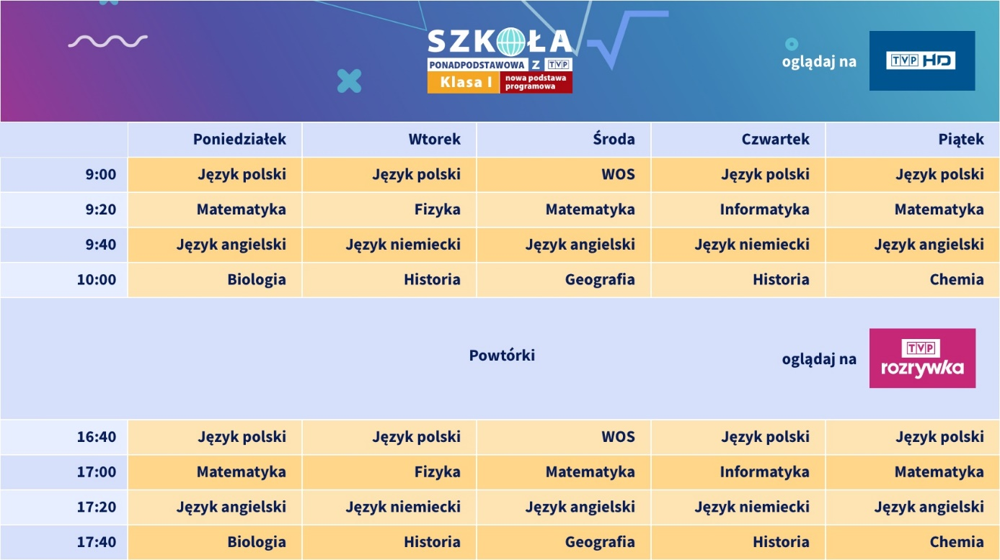 SZKOŁA
PONADPODSTAWOWA Z TVP
Klasa I nowa podstawa
programowa
oglądaj na TVP HD
Poniedziałek Wtorek Środa Czwartek Piątek
9:00 Język polski Język polski WOS Język polski Język polski
9:20 Matematyka Fizyka Matematyka Informatyka Matematyka
9:40 Język angielski Język niemiecki Język angielski Język niemiecki Język angielski
10:00 Biologia Historia Geografia Historia Chemia
Powtórki oglądaj na TVP
rozrywka
16:40 Język polski Język polski WOS Język polski Język polski
17:00 Matematyka Fizyka Matematyka Informatyka Matematyka
17:20 Język angielski Język niemiecki Język angielski Język niemiecki Język angielski
17:40 Biologia Historia Geografia Historia Chemia